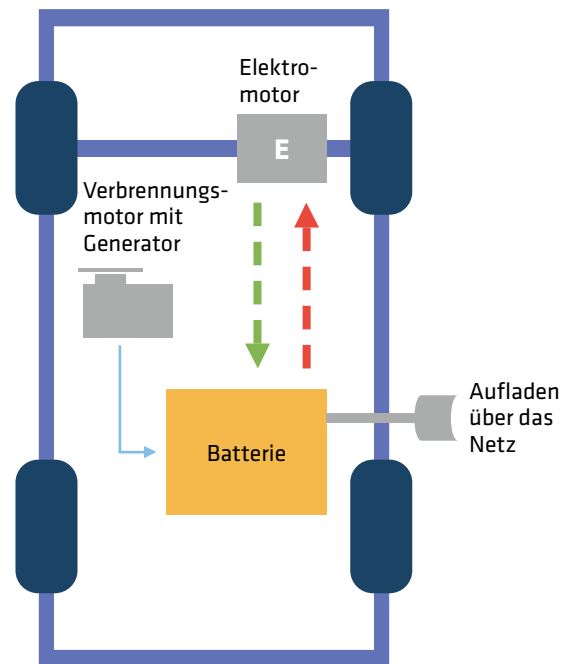 Elektro-
motor
E
Verbrennungs-
motor mit
Generator
Aufladen
über das
Netz
Batterie